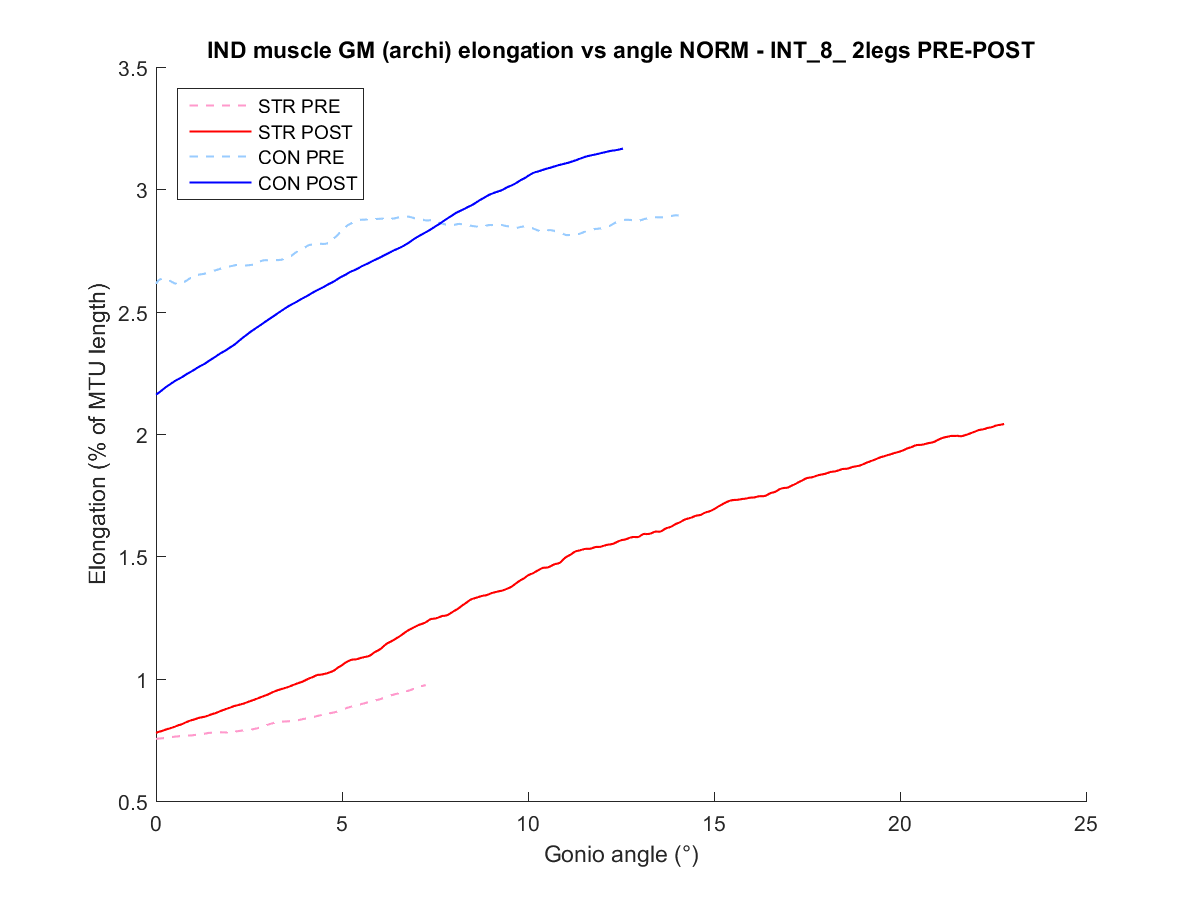 IND muscle GM (archi) elongation vs angle NORM - INT_8_ 2legs PRE-POST
3.5
3
2.5
2
1.5
1
0.5
Elongation (% of MTU length)
STR PRE
STR POST
CON PRE
CON POST
0 5 10 15 20 25
Gonio angle (°)